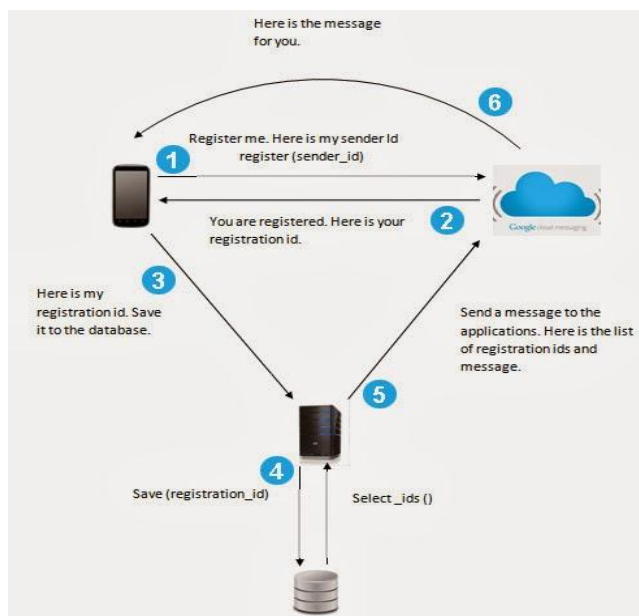 Here is the message
for you.
6
Register me. Here is my sender Id
1
register (sender_id)
2
You are registered. Here is your
registration id.
Google cloud messaging
3
Here is my
registration id. Save
it to the database.
Send a message to the
applications. Here is the list
of registration ids and
message.
5
4
Save (registration_id)
Select _ids ()